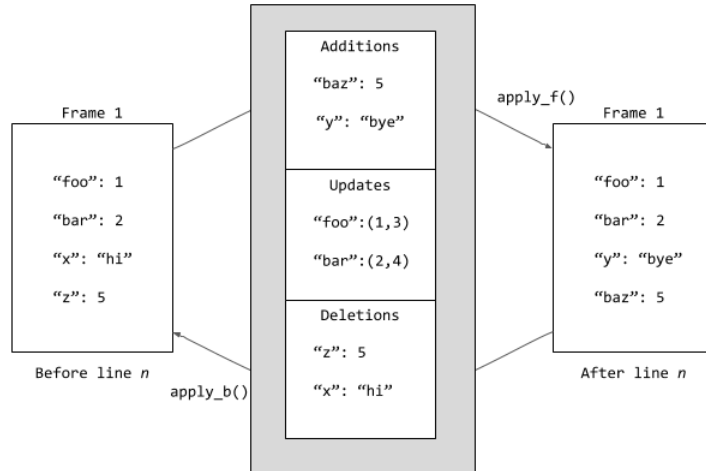 Frame 1
“foo”: 1
“bar”: 2
“x”: “hi”
“z”: 5
Before line n
Additions
“baz”: 5
“y”: “bye”
Updates
“foo”:(1,3)
“bar”:(2,4)
Deletions
“z”: 5
“x”: “hi”
apply_f()
apply_b()
Frame 1
“foo”: 1
“bar”: 2
“y”: “bye”
“baz”: 5
After line n